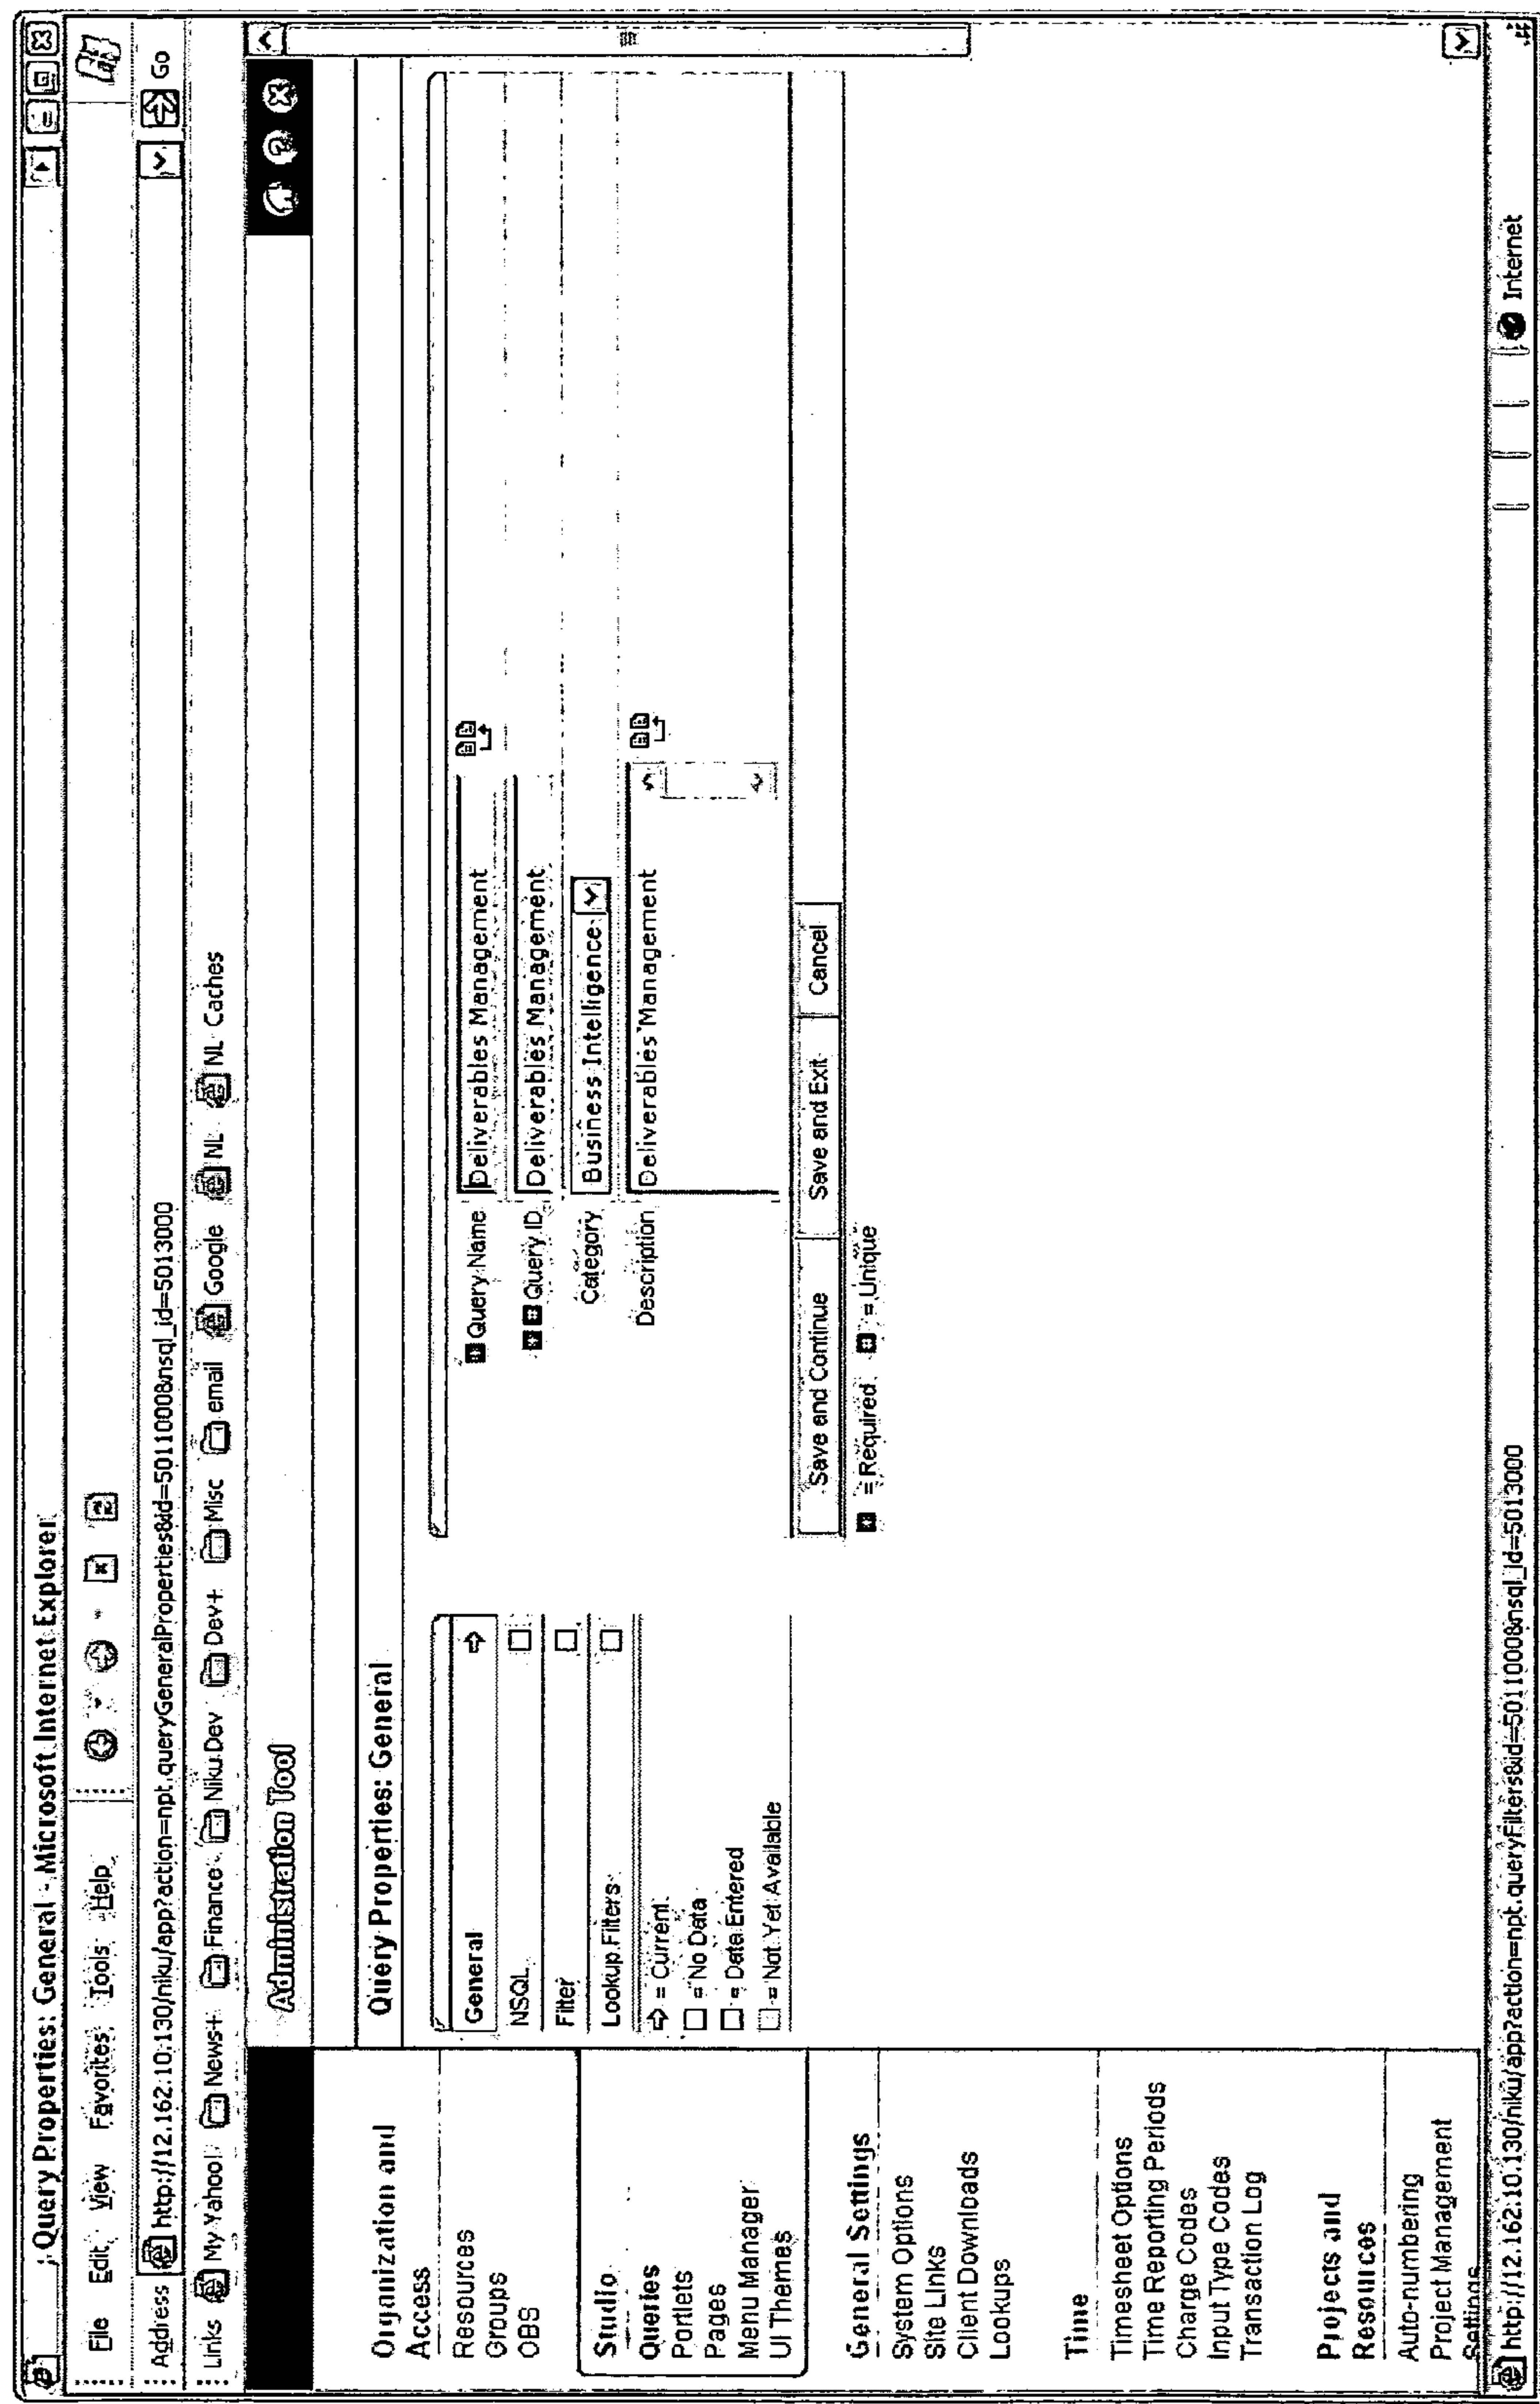 Query Properties: General - Microsoft Internet Explorer
File Edit View Favorites Tools Help
Address http://12.162.10.130/niku/app?action=npt.queryGeneralProperties&id=5011000&nsql_id=5013000 Go
Links My Yahoo! News+ Finance Niku Dev Dev+ Misc email Google NL NL Caches
Administration Tool
Organization and
Access
Resources
Groups
OBS
Studio
Queries
Portlets
Pages
Menu Manager
UI Themes
General Settings
System Options
Site Links
Client Downloads
Lookups
Time
Timesheet Options
Time Reporting Periods
Charge Codes
Input Type Codes
Transaction Log
Projects and
Resources
Auto-numbering
Project Management
Settings
Query Properties: General
General
NSQL
Filter
Lookup Filters
= Current
= No Data
= Data Entered
= Not Yet Available
Query Name Deliverables Management
Query ID Deliverables Management
Category Business Intelligence
Description Deliverables Management
Save and Continue Save and Exit Cancel
= Required = Unique
http://12.162.10.130/niku/app?action=npt.queryFilters&id=5011000&nsql_id=5013000 Internet